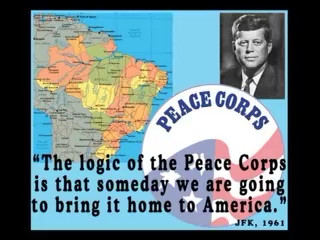 PEACE CORPS
“The logic of the Peace Corps
is that someday we are going
to bring it home to America.”
JFK, 1961